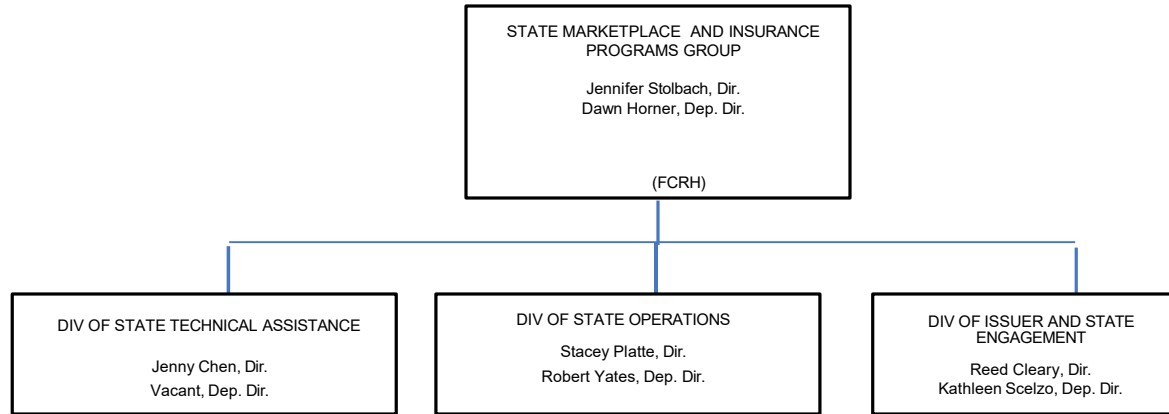 STATE MARKETPLACE AND INSURANCE
PROGRAMS GROUP
Jennifer Stolbach, Dir.
Dawn Horner, Dep. Dir.
(FCRH)
DIV OF STATE TECHNICAL ASSISTANCE
Jenny Chen, Dir.
Vacant, Dep. Dir.
DIV OF STATE OPERATIONS
Stacey Platte, Dir.
Robert Yates, Dep. Dir.
DIV OF ISSUER AND STATE
ENGAGEMENT
Reed Cleary, Dir.
Kathleen Scelzo, Dep. Dir.